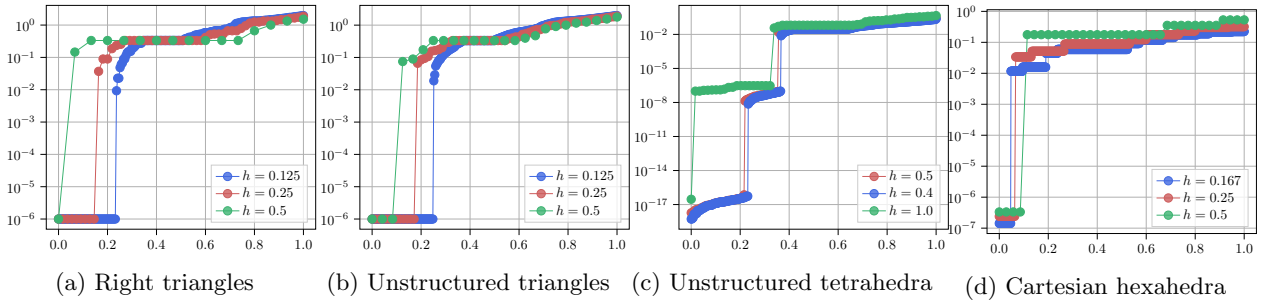 10^0
10^-1
10^-2
10^-3
10^-4
10^-5
10^-6
0.0 0.2 0.4 0.6 0.8 1.0
h = 0.125
h = 0.25
h = 0.5
(a) Right triangles
10^0
10^-1
10^-2
10^-3
10^-4
10^-5
10^-6
0.0 0.2 0.4 0.6 0.8 1.0
h = 0.125
h = 0.25
h = 0.5
(b) Unstructured triangles
10^-2
10^-5
10^-8
10^-11
10^-14
10^-17
0.0 0.2 0.4 0.6 0.8 1.0
h = 0.5
h = 0.4
h = 1.0
(c) Unstructured tetrahedra
10^0
10^-1
10^-2
10^-3
10^-4
10^-5
10^-6
10^-7
0.0 0.2 0.4 0.6 0.8 1.0
h = 0.167
h = 0.25
h = 0.5
(d) Cartesian hexahedra